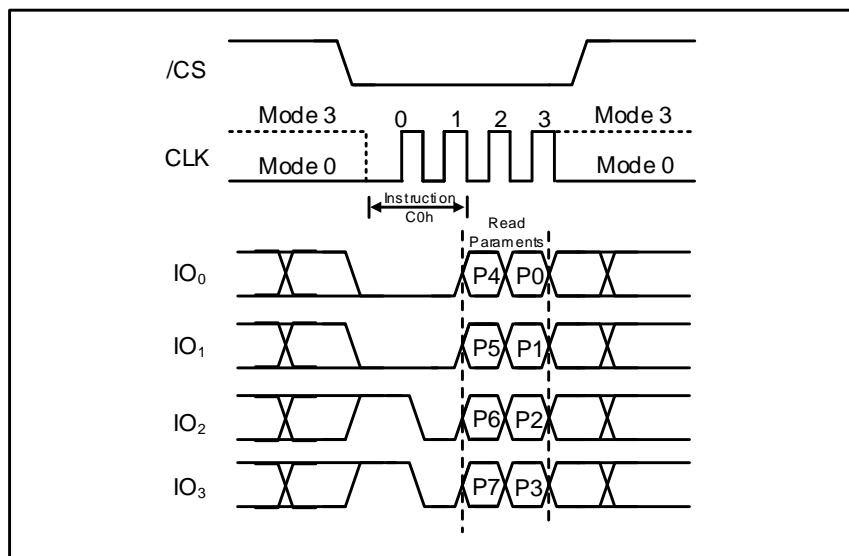 /CS
Mode 3 0 1 2 3 Mode 3
CLK
Mode 0 Mode 0
Instruction
C0h
Read
Paraments
IO₀ P4 P0
IO₁ P5 P1
IO₂ P6 P2
IO₃ P7 P3